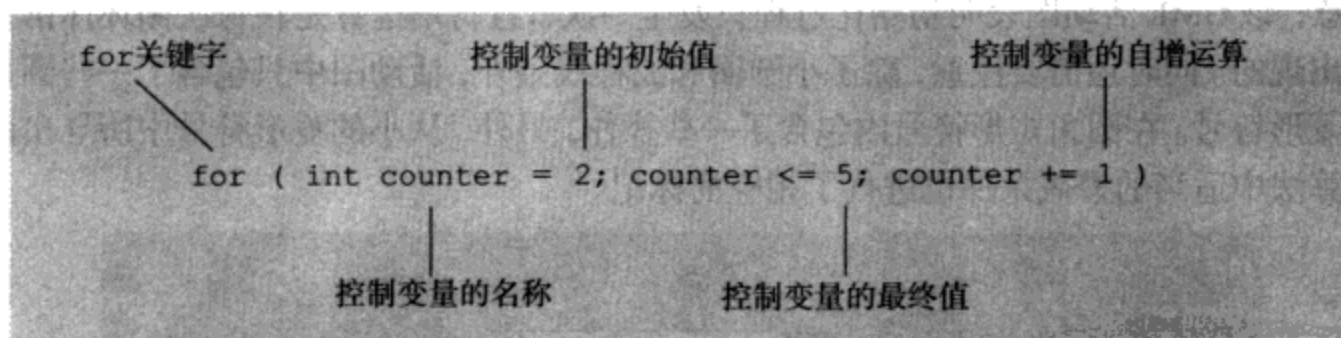 for关键字 控制变量的初始值 控制变量的自增运算
for ( int counter = 2; counter <= 5; counter += 1 )
控制变量的名称 控制变量的最终值